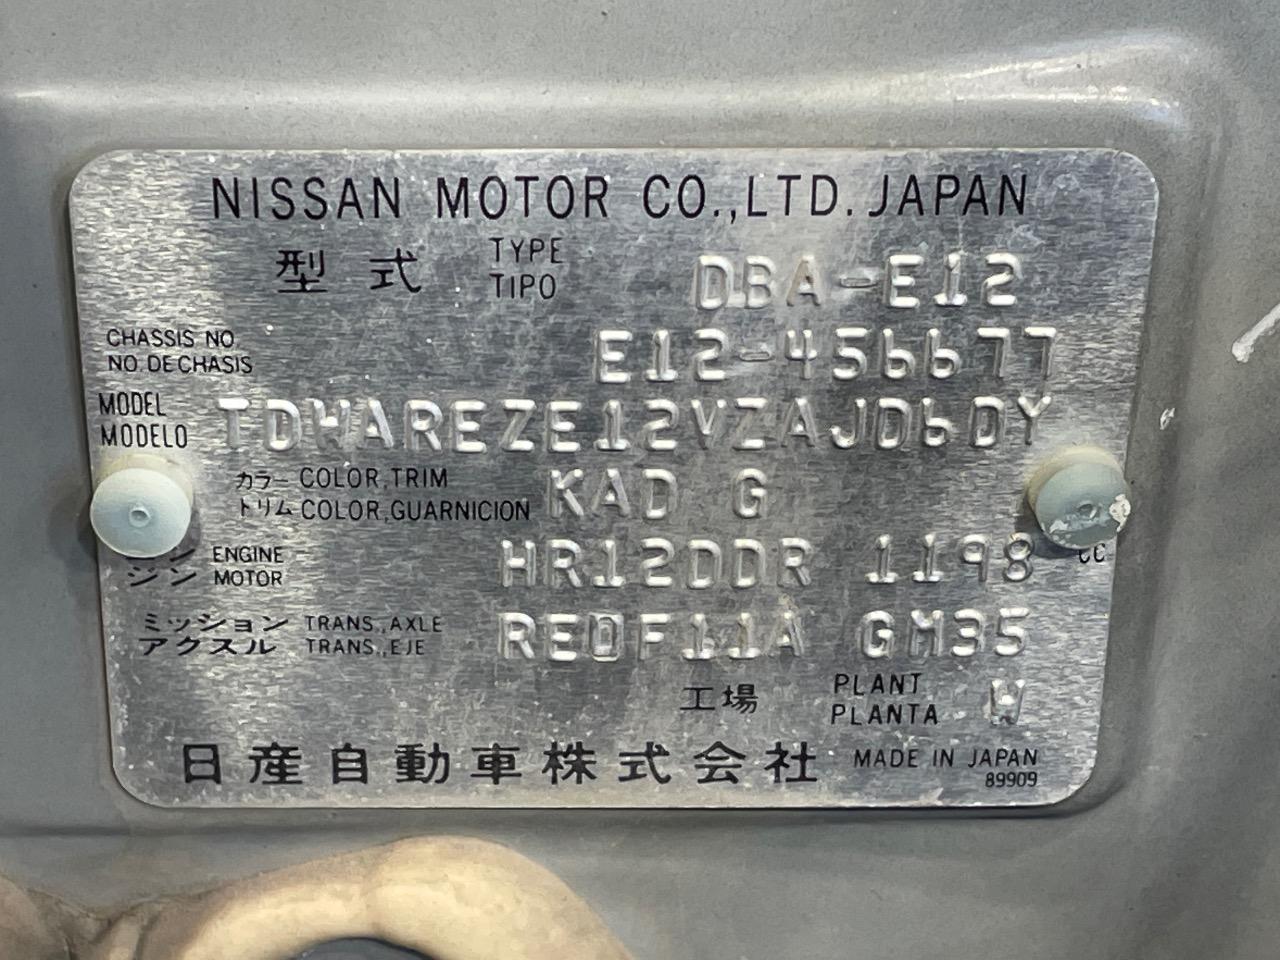 NISSAN MOTOR CO.,LTD. JAPAN
型式 TYPE DBA-E12
TIPO
CHASSIS NO. E12-456677
NO. DE CHASIS
MODEL TDWAREZE12VZAJD6DY
MODELO
カラー COLOR,TRIM KAD G
トリム COLOR,GUARNICION
ン ENGINE HR12DDR 1198 cc
ジン MOTOR
ミッション TRANS.,AXLE RE0F11A GM35
アクスル TRANS.,EJE
工場 PLANT W
PLANTA
日産自動車株式会社 MADE IN JAPAN
89909